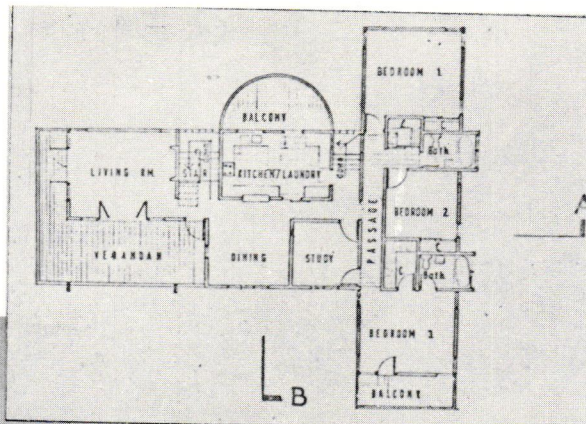 BEDROOM 1
BALCONY
Bath
LIVING RM
STAIR
KITCHEN/LAUNDRY
BEDROOM 2
PASSAGE
VERANDAH
DINING
STUDY
C
C
Bath
BEDROOM 3
BALCONY
B